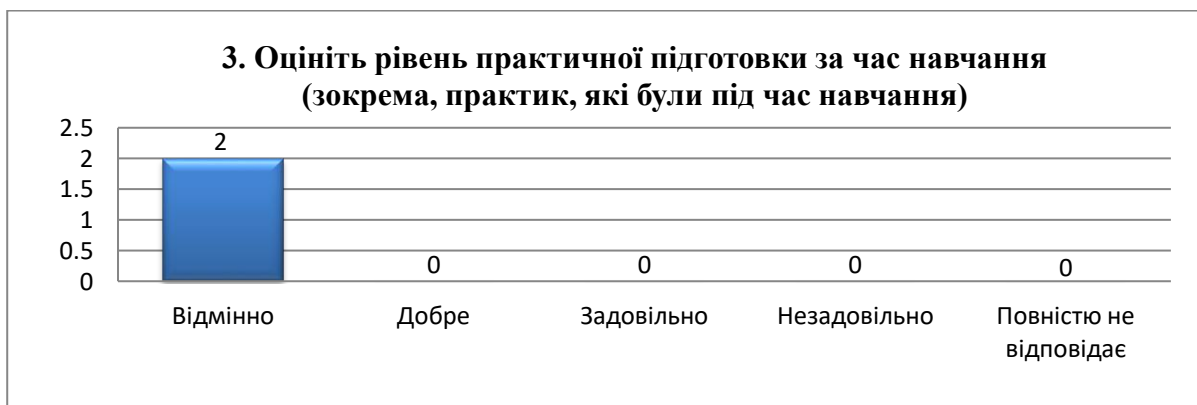 3. Оцініть рівень практичної підготовки за час навчання
(зокрема, практик, які були під час навчання)
2.5
2
1.5
1
0.5
0
2
0
0
0
0
Відмінно
Добре
Задовільно
Незадовільно
Повністю не
відповідає